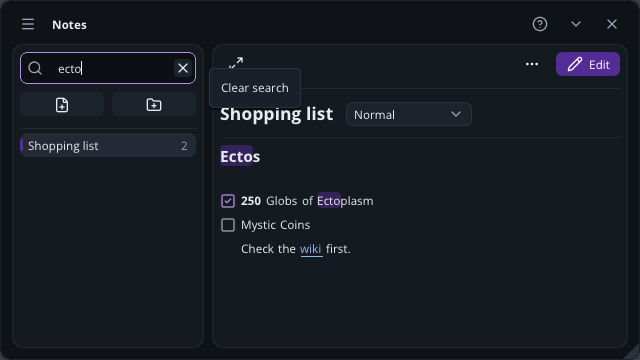 Notes
ecto
Clear search
Edit
Shopping list 2
Shopping list Normal
Ectos
250 Globs of Ectoplasm
Mystic Coins
Check the wiki first.